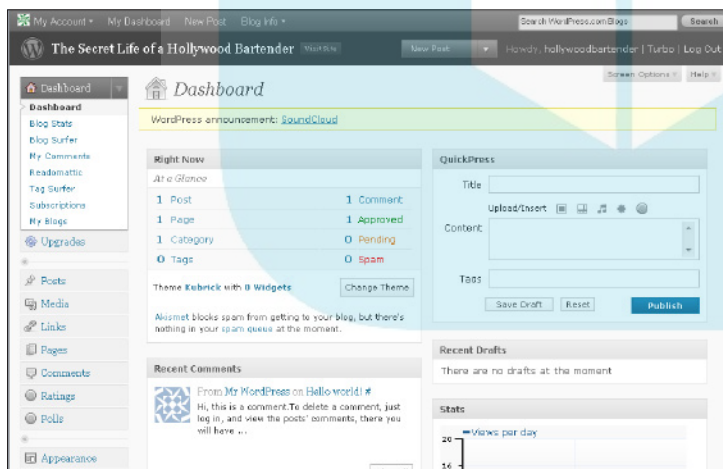 My Account My Dashboard New Post Blog Info Search WordPress.com Blogs Search
The Secret Life of a Hollywood Bartender Visit Site New Post Howdy, hollywoodbartender | Turbo | Log Out
Screen Options Help
Dashboard
Dashboard
Blog Stats
Blog Surfer
My Comments
Readomattic
Tag Surfer
Subscriptions
My Blogs
Upgrades
Posts
Media
Links
Pages
Comments
Ratings
Polls
Appearance
Dashboard
WordPress announcement: SoundCloud
Right Now
At a Glance
1 Post 1 Comment
1 Page 1 Approved
1 Category 0 Pending
0 Tags 0 Spam
Theme Kubrick with 0 Widgets Change Theme
Akismet blocks spam from getting to your blog, but there's
nothing in your spam queue at the moment.
Recent Comments
From Mr WordPress on Hello world! #
Hi, this is a comment.To delete a comment, just
log in, and view the posts' comments, there you
will have ...
QuickPress
Title
Upload/Insert
Content
Tags
Save Draft Reset Publish
Recent Drafts
There are no drafts at the moment
Stats
Views per day
20
16